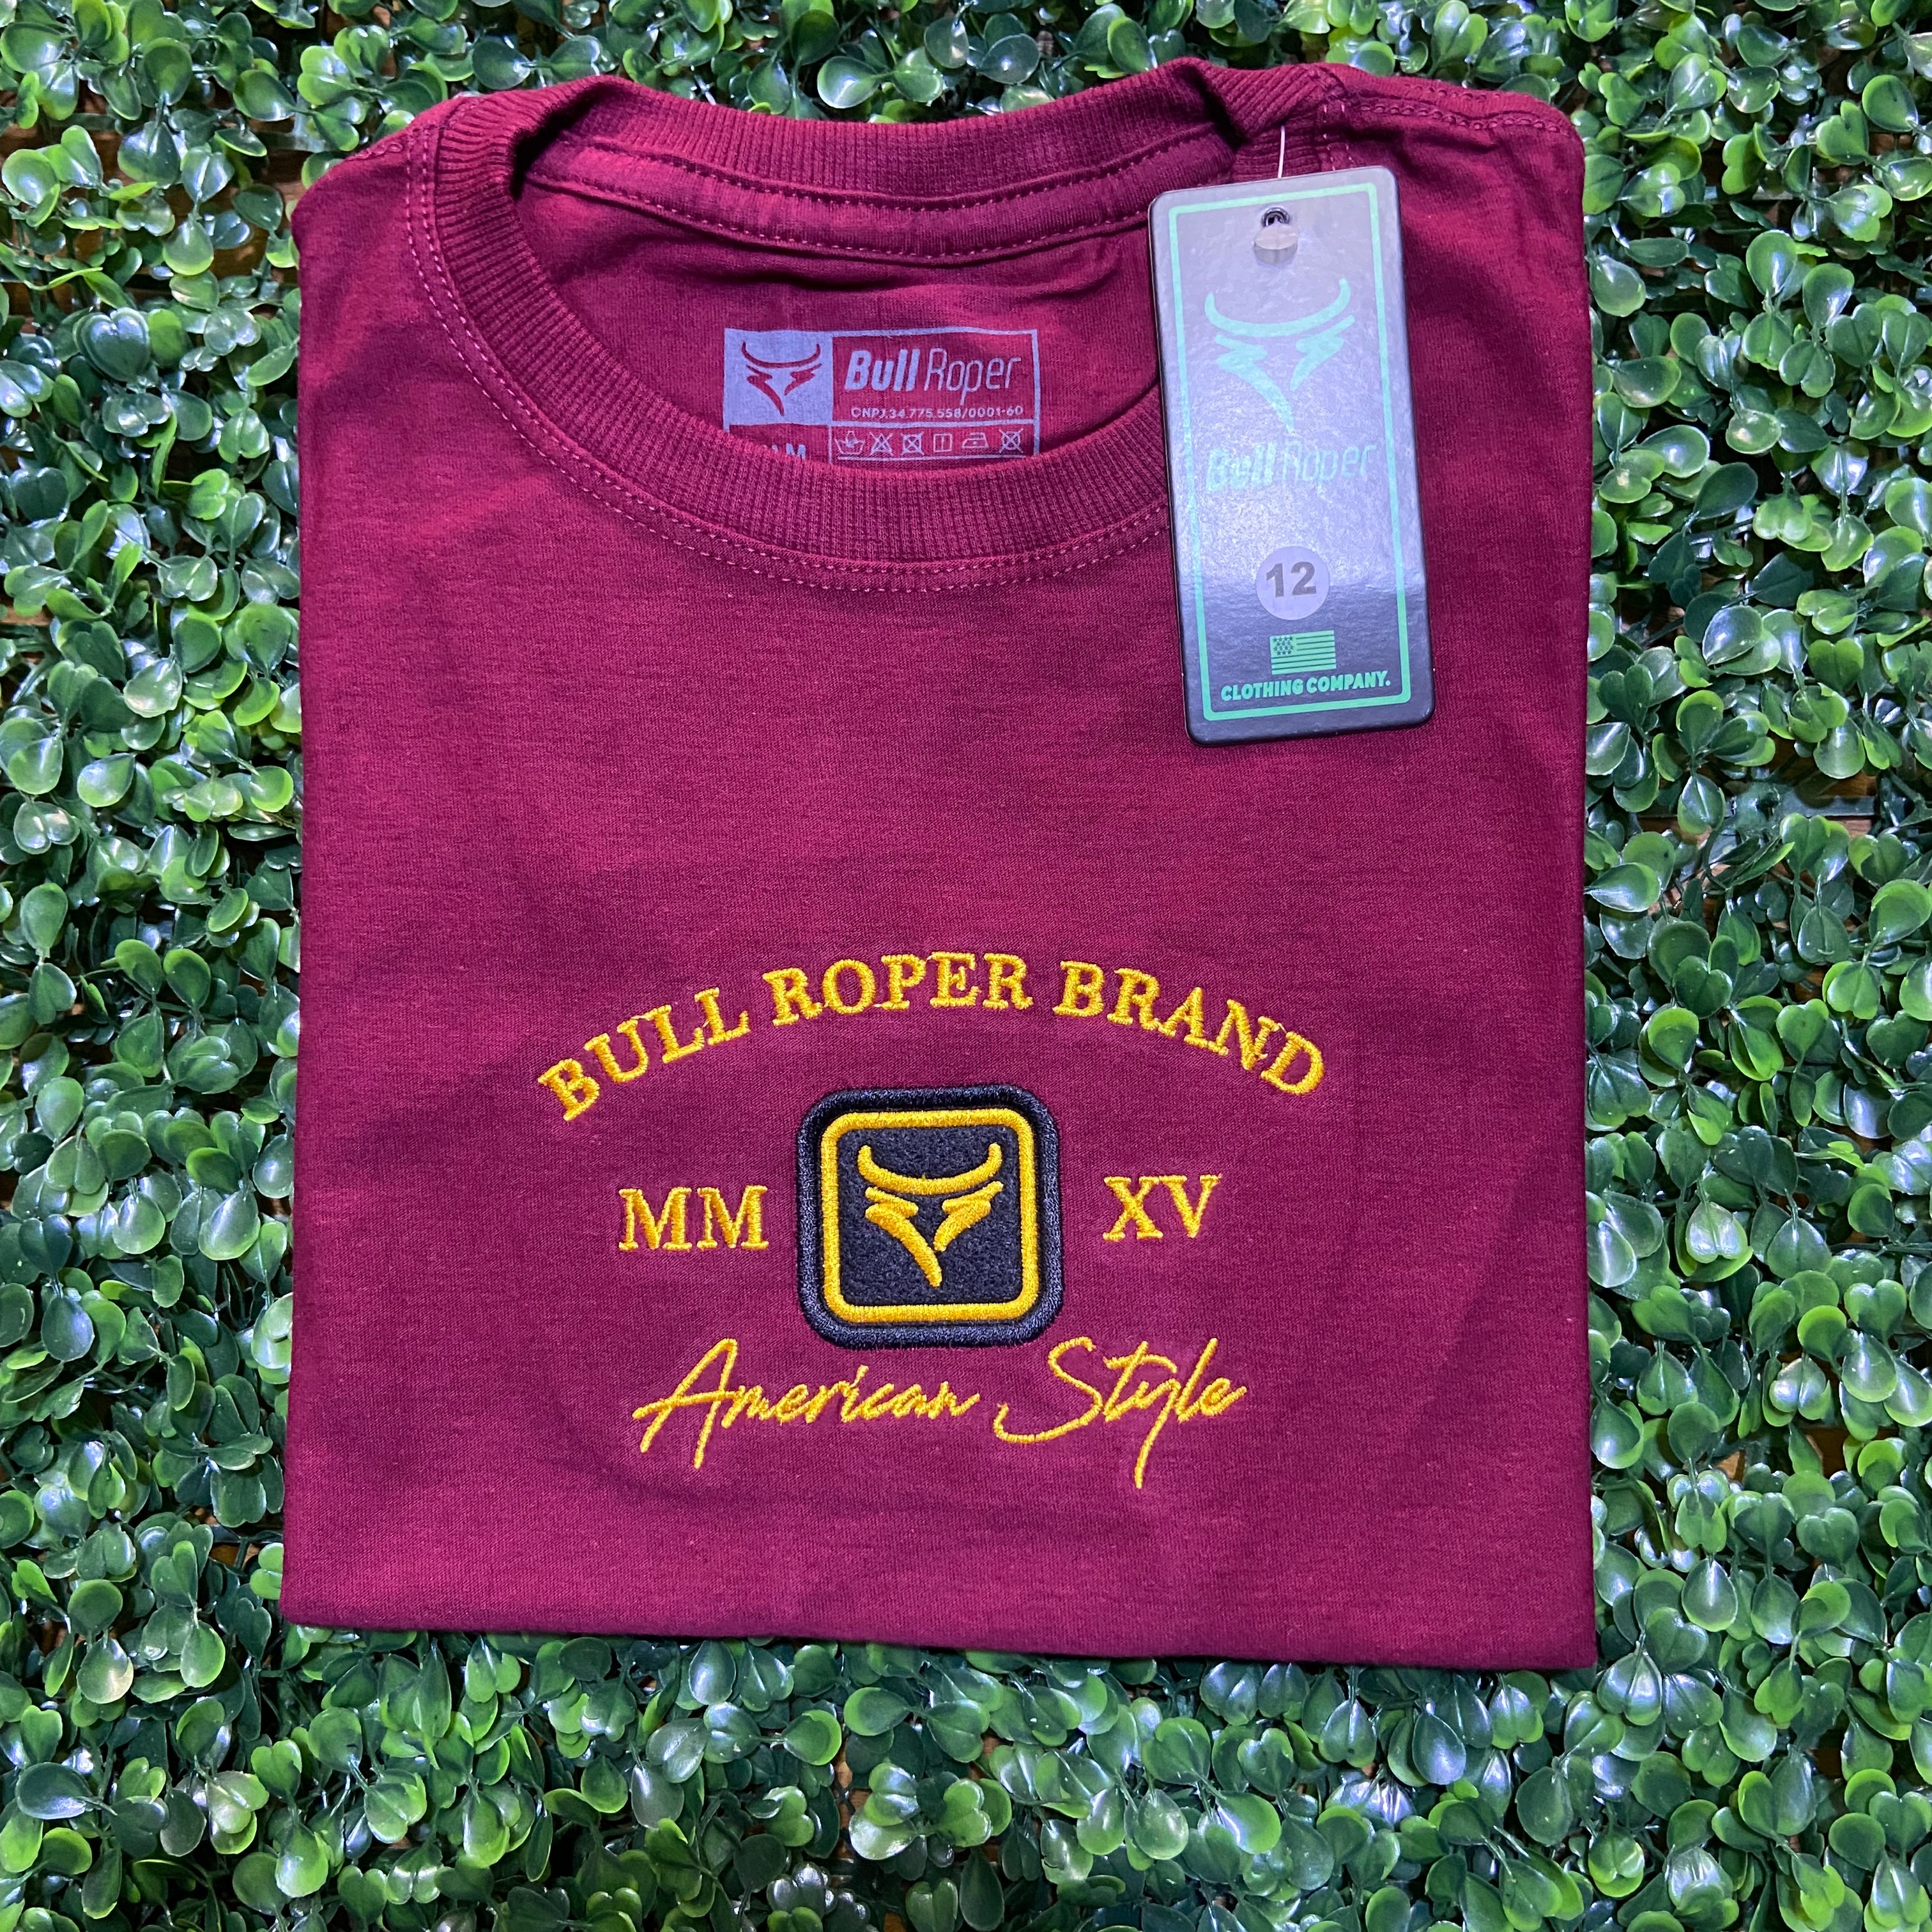 Bull Roper
CNPJ.34.775.558/0001-60
Bull Roper
12
CLOTHING COMPANY.
BULL ROPER BRAND
MM XV
American Style